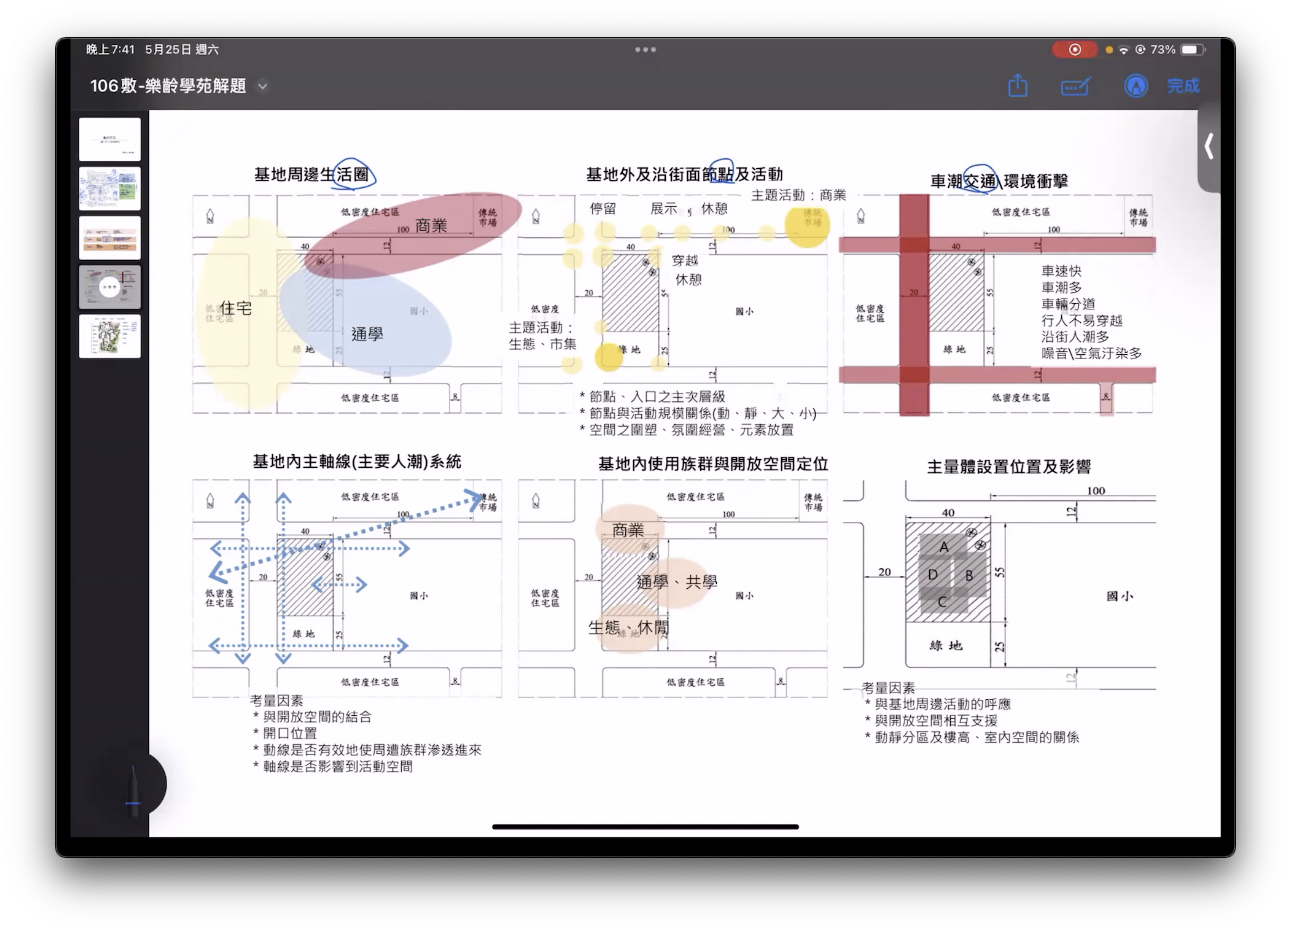 晚上7:41 5月25日 週六
73%
106敷-樂齡學苑解題
完成
基地周邊生活圈
低密度住宅區
傳統市場
商業
100
40
12
N
20
住宅
低密度住宅區
55
國小
通學
綠地
25
12
低密度住宅區
8
基地外及沿街面節點及活動
主題活動：商業
停留 展示、休憩
傳統市場
100
N
40
12
穿越
休憩
20
55
低密度
國小
主題活動：
生態、市集
綠地
25
12
低密度住宅區
8
* 節點、入口之主次層級
* 節點與活動規模關係(動、靜、大、小)
* 空間之圍塑、氛圍經營、元素放置
車潮交通\環境衝擊
低密度住宅區
傳統市場
100
N
40
12
車速快
車潮多
車輛分道
行人不易穿越
沿街人潮多
噪音\空氣汙染多
20
55
低密度住宅區
國小
綠地
25
12
低密度住宅區
8
基地內主軸線(主要人潮)系統
低密度住宅區
傳統市場
100
N
40
12
20
55
低密度住宅區
國小
綠地
25
12
低密度住宅區
8
考量因素
* 與開放空間的結合
* 開口位置
* 動線是否有效地使周遭族群滲透進來
* 軸線是否影響到活動空間
基地內使用族群與開放空間定位
低密度住宅區
傳統市場
100
N
商業
12
20
通學、共學
低密度住宅區
國小
生態、休閒
綠地
25
12
低密度住宅區
8
主量體設置位置及影響
100
40
12
A
D B
C
20
55
國小
綠地
25
12
考量因素
* 與基地周邊活動的呼應
* 與開放空間相互支援
* 動靜分區及樓高、室內空間的關係